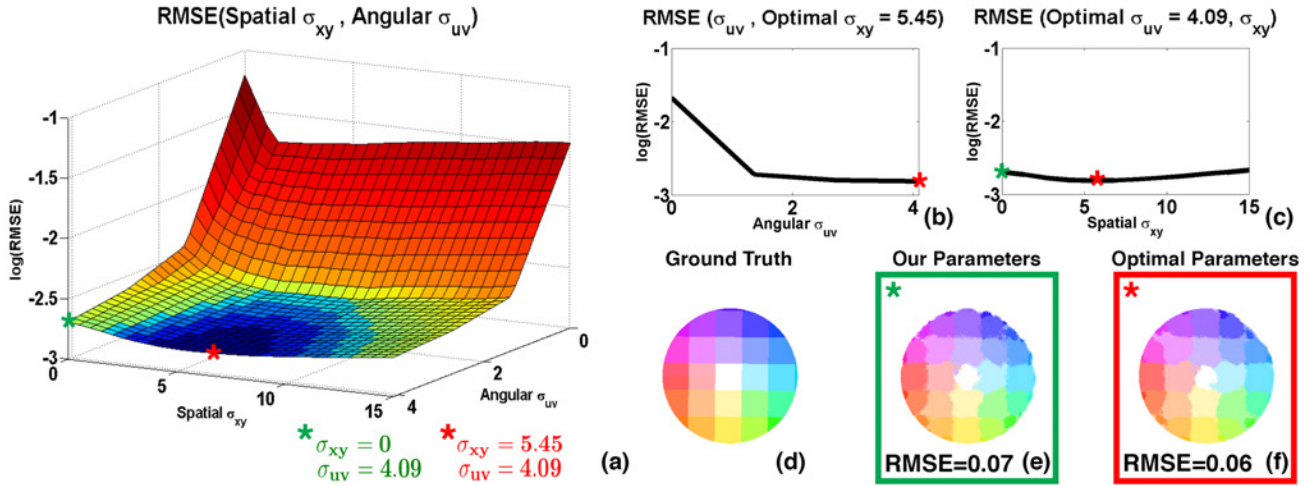 RMSE(Spatial σxy , Angular σuv)
log(RMSE)
-1
-1.5
-2
-2.5
-3
0
5
10
15
Spatial σxy
4
2
0
Angular σuv
* σxy = 0
σuv = 4.09
* σxy = 5.45
σuv = 4.09
(a)
RMSE (σuv , Optimal σxy = 5.45)
log(RMSE)
-1
-2
-3
0
2
4
Angular σuv
(b)
RMSE (Optimal σuv = 4.09, σxy)
log(RMSE)
-1
-2
-3
0
5
10
15
Spatial σxy
(c)
Ground Truth
(d)
Our Parameters
*
RMSE=0.07 (e)
Optimal Parameters
*
RMSE=0.06 (f)